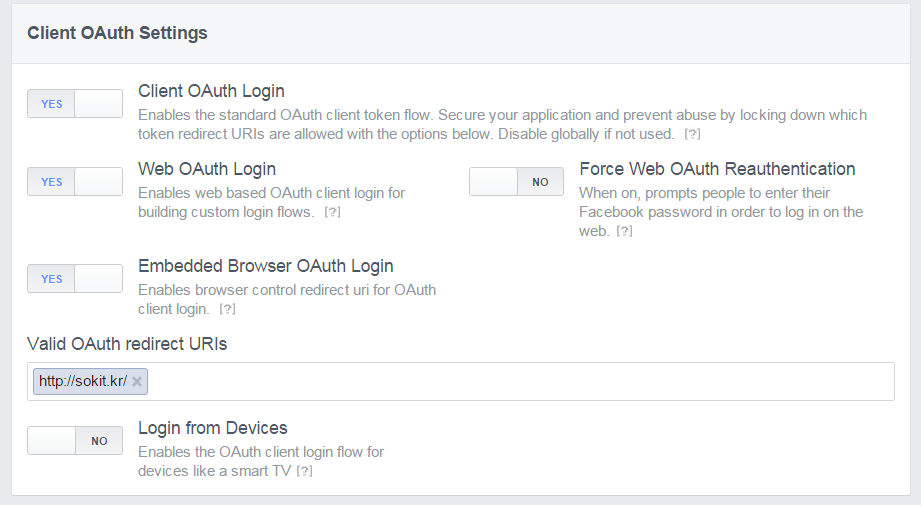 Client OAuth Settings
YES
Client OAuth Login
Enables the standard OAuth client token flow. Secure your application and prevent abuse by locking down which
token redirect URIs are allowed with the options below. Disable globally if not used. [?]
YES
Web OAuth Login
Enables web based OAuth client login for
building custom login flows. [?]
NO
Force Web OAuth Reauthentication
When on, prompts people to enter their
Facebook password in order to log in on the
web. [?]
YES
Embedded Browser OAuth Login
Enables browser control redirect uri for OAuth
client login. [?]
Valid OAuth redirect URIs
http://sokit.kr/ ×
NO
Login from Devices
Enables the OAuth client login flow for
devices like a smart TV [?]